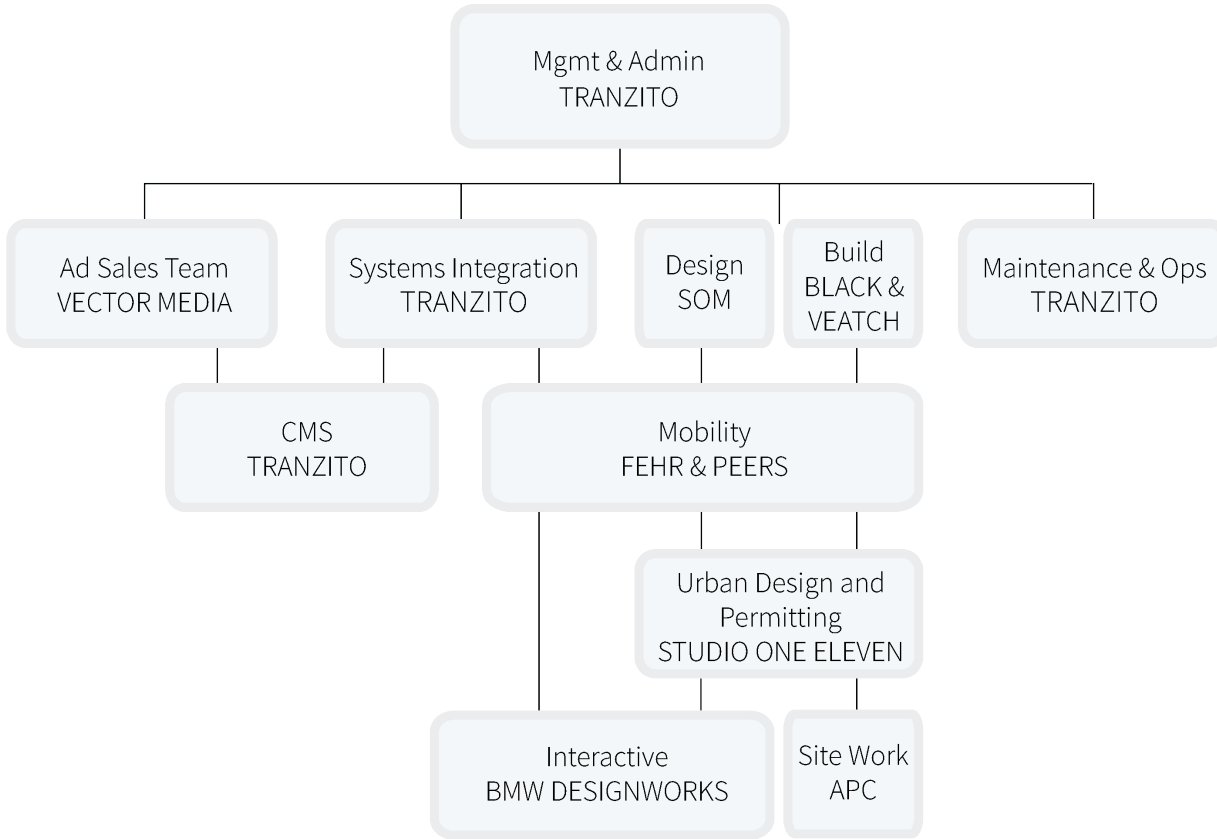 Mgmt & Admin
TRANZITO
Ad Sales Team
VECTOR MEDIA
Systems Integration
TRANZITO
Design
SOM
Build
BLACK &
VEATCH
Maintenance & Ops
TRANZITO
CMS
TRANZITO
Mobility
FEHR & PEERS
Urban Design and
Permitting
STUDIO ONE ELEVEN
Interactive
BMW DESIGNWORKS
Site Work
APC